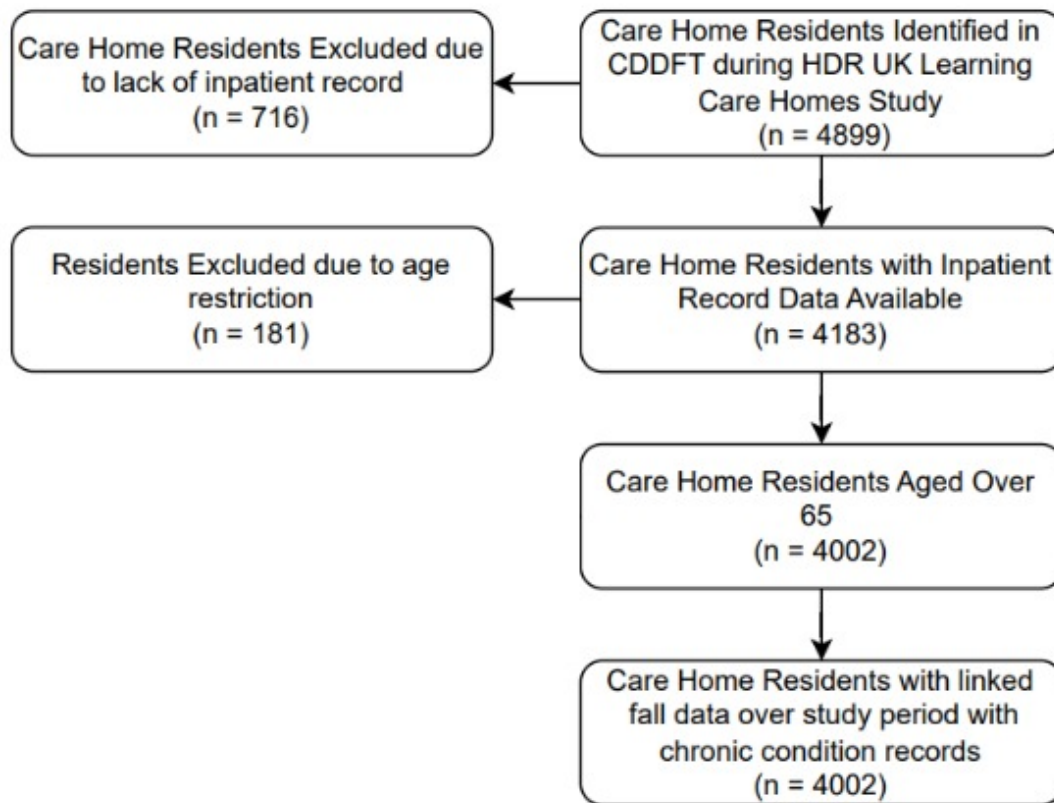 Care Home Residents Excluded due
to lack of inpatient record
(n = 716)
Care Home Residents Identified in
CDDFT during HDR UK Learning
Care Homes Study
(n = 4899)
Residents Excluded due to age
restriction
(n = 181)
Care Home Residents with Inpatient
Record Data Available
(n = 4183)
Care Home Residents Aged Over
65
(n = 4002)
Care Home Residents with linked
fall data over study period with
chronic condition records
(n = 4002)